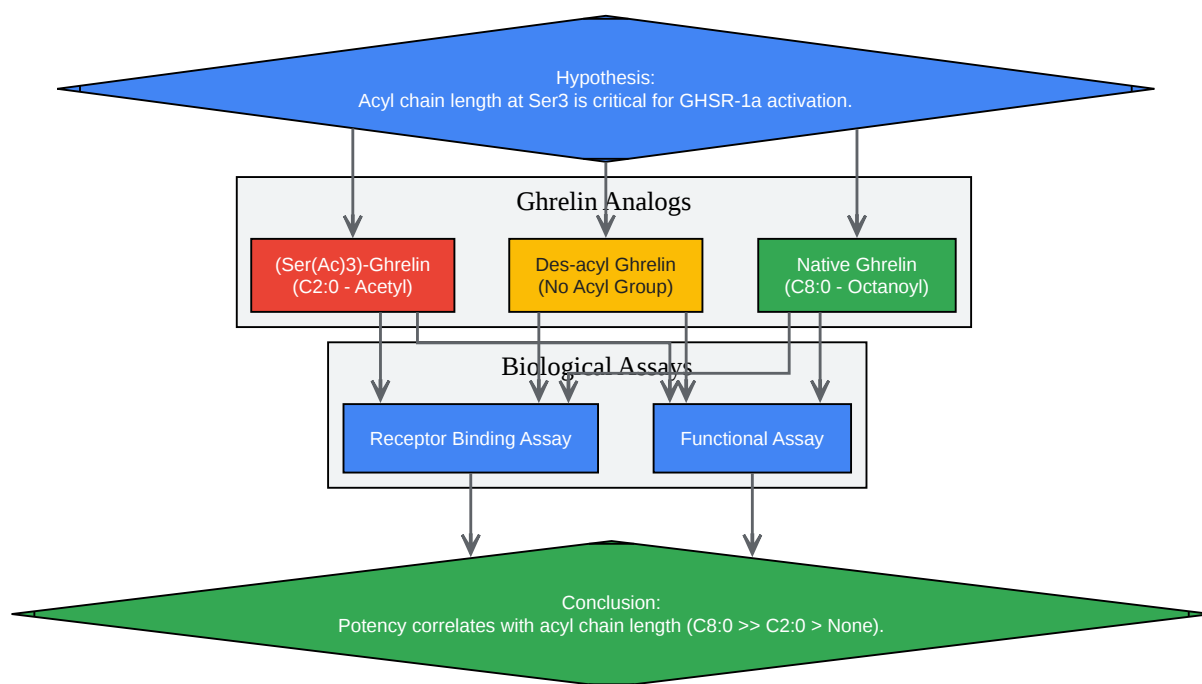 Hypothesis:
Acyl chain length at Ser3 is critical for GHSR-1a activation.
Ghrelin Analogs
(Ser(Ac)3)-Ghrelin
(C2:0 - Acetyl)
Des-acyl Ghrelin
(No Acyl Group)
Native Ghrelin
(C8:0 - Octanoyl)
Biological Assays
Receptor Binding Assay
Functional Assay
Conclusion:
Potency correlates with acyl chain length (C8:0 >> C2:0 > None).